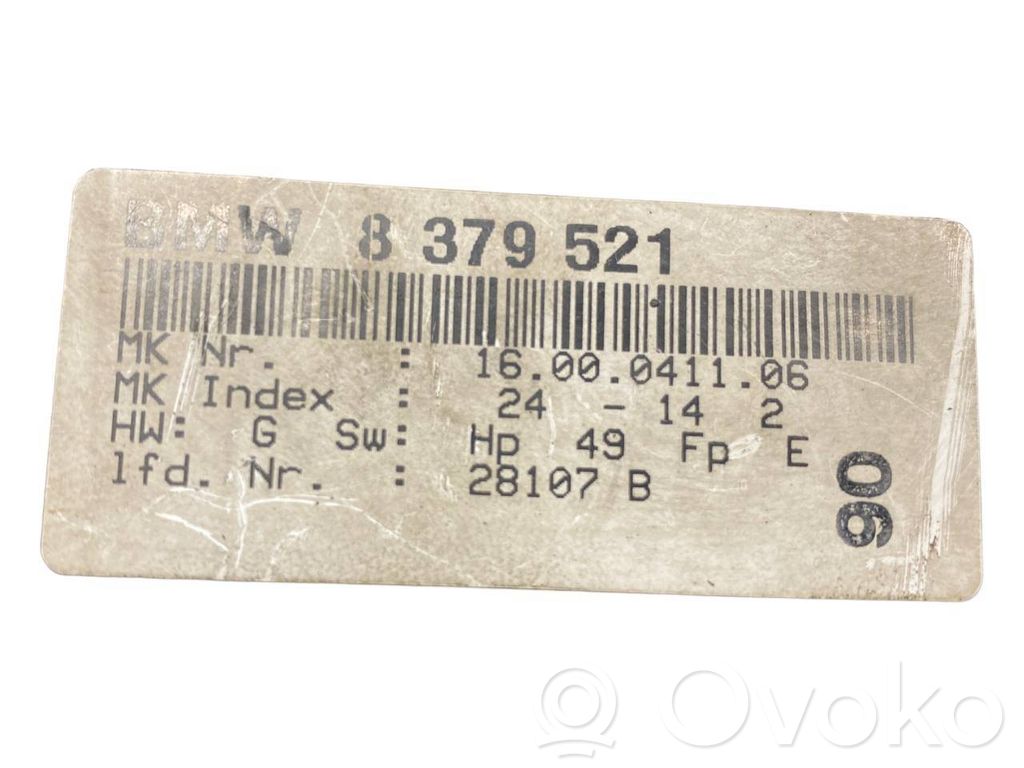 BMW 8 379 521
MK Nr. : 16.00.0411.06
MK Index : 24 - 14 2
HW: G Sw: Hp 49 Fp E
lfd. Nr. : 28107 B
90
Ovoko